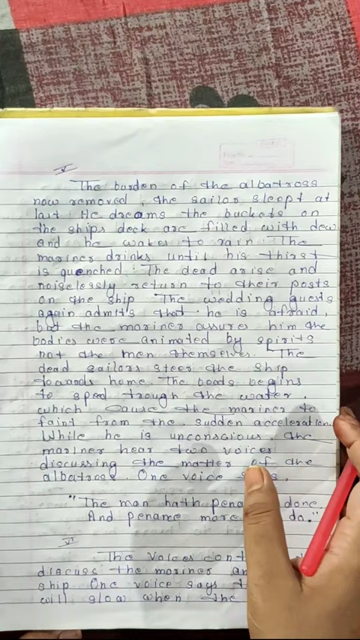 V
The burden of the albatross
now removed, the sailor sleept at
last. He dreams the buckets on
the ships deck are filled with dew
and he wakes to rain. The
mariner drinks until his thirst
is quenched. The dead arise and
noiselessly return to their posts
on the ship. The wedding guests
again admits that he is afraid,
but the mariner assures him the
bodies were animated by spirits
not the men themselves. The
dead sailors steer the ship
towards home. The boads begins
to sped trough the water,
which cause the mariner to
faint from the sudden acceleration
While he is unconscious, the
mariner hear two voices
discussing the matter of the
albatross. One voice
"The man hath done
And penance more do."
VI
The voices
discuss the mariner
ship. One voice says
will slow when the